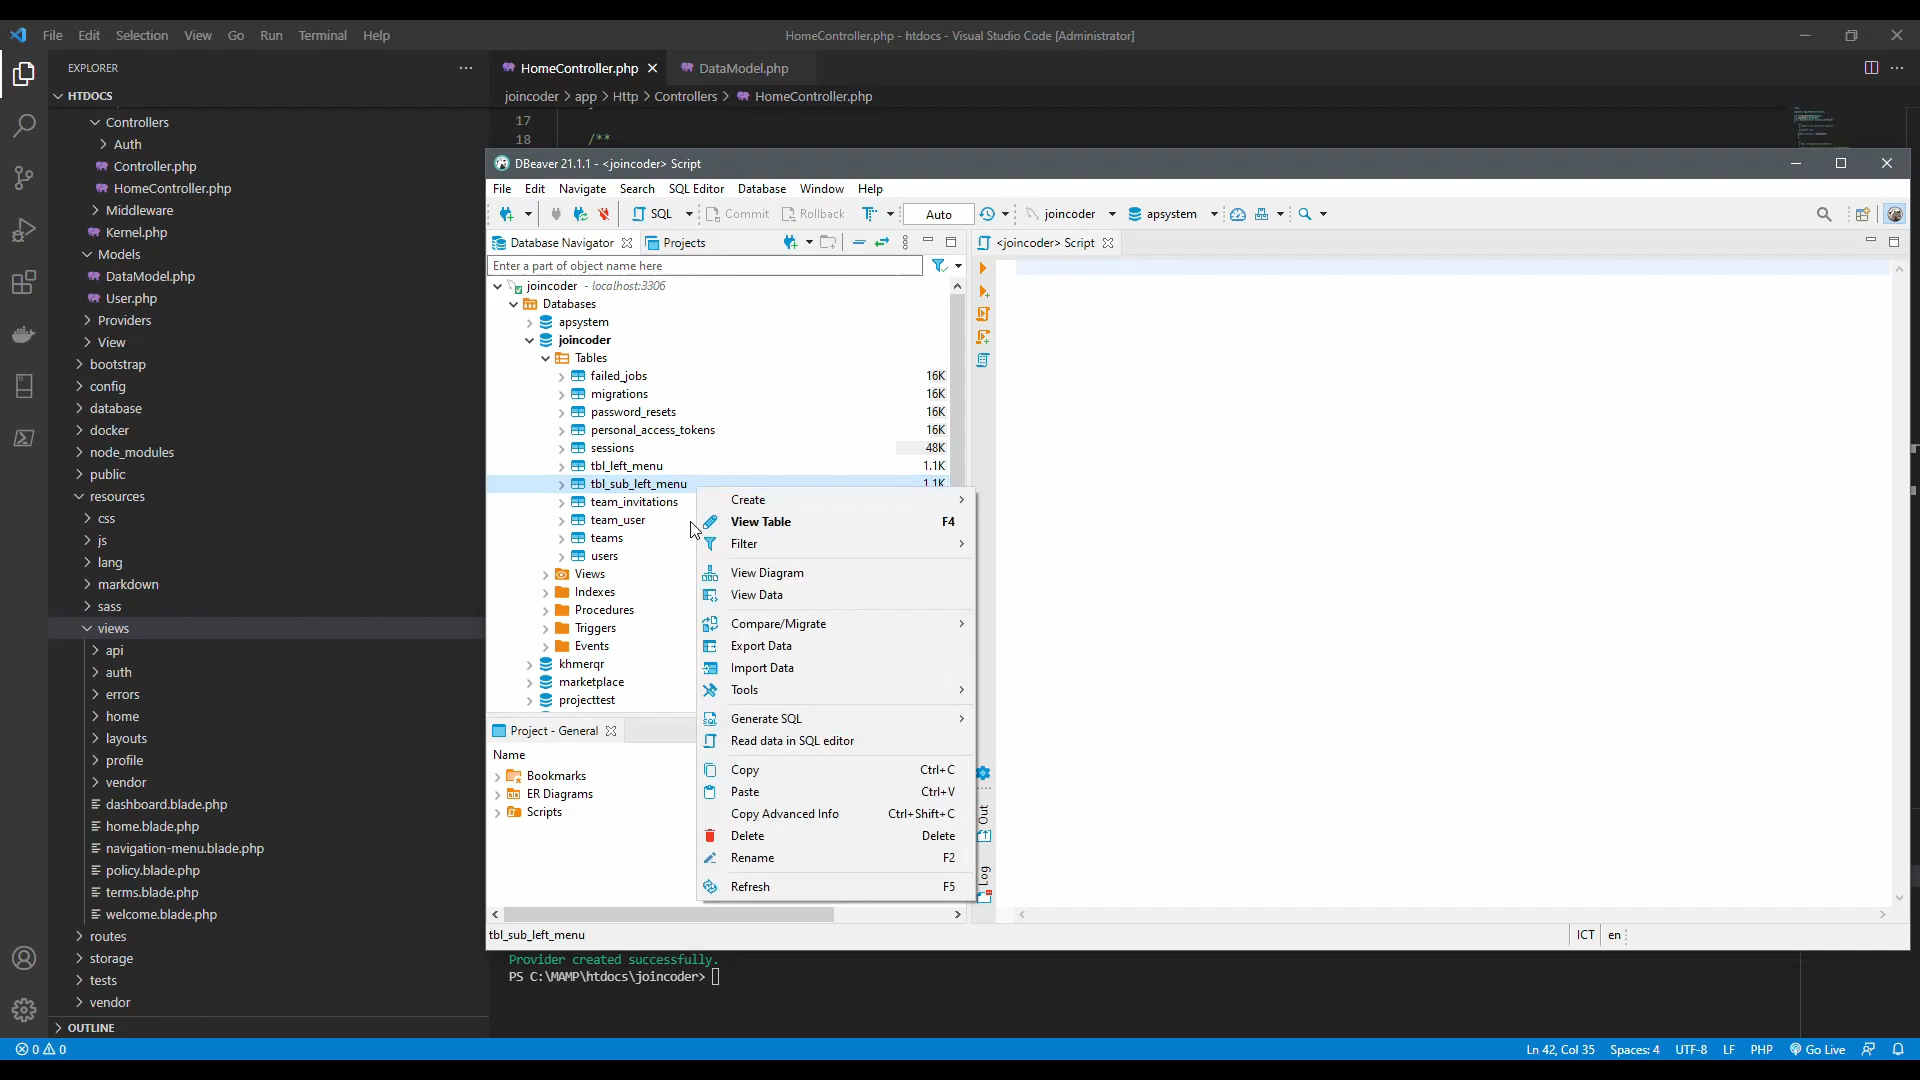 File Edit Selection View Go Run Terminal Help
HomeController.php - htdocs - Visual Studio Code [Administrator]
EXPLORER
HTDOCS
Controllers
Auth
Controller.php
HomeController.php
Middleware
Kernel.php
Models
DataModel.php
User.php
Providers
View
bootstrap
config
database
docker
node_modules
public
resources
css
js
lang
markdown
sass
views
api
auth
errors
home
layouts
profile
vendor
dashboard.blade.php
home.blade.php
navigation-menu.blade.php
policy.blade.php
terms.blade.php
welcome.blade.php
routes
storage
tests
vendor
OUTLINE
HomeController.php
DataModel.php
joincoder > app > Http > Controllers > HomeController.php
17
18 /**
DBeaver 21.1.1 - <joincoder> Script
File Edit Navigate Search SQL Editor Database Window Help
SQL Commit Rollback Auto joincoder apsystem
Database Navigator Projects
Enter a part of object name here
joincoder - localhost:3306
Databases
apsystem
joincoder
Tables
failed_jobs 16K
migrations 16K
password_resets 16K
personal_access_tokens 16K
sessions 48K
tbl_left_menu 1.1K
tbl_sub_left_menu 1.1K
team_invitations
team_user
teams
users
Views
Indexes
Procedures
Triggers
Events
khmerqr
marketplace
projecttest
Project - General
Name
Bookmarks
ER Diagrams
Scripts
Create
View Table F4
Filter
View Diagram
View Data
Compare/Migrate
Export Data
Import Data
Tools
Generate SQL
Read data in SQL editor
Copy Ctrl+C
Paste Ctrl+V
Copy Advanced Info Ctrl+Shift+C
Delete Delete
Rename F2
Refresh F5
<joincoder> Script
Out
Log
tbl_sub_left_menu
ICT en
Provider created successfully.
PS C:\MAMP\htdocs\joincoder>
0 0
Ln 42, Col 35 Spaces: 4 UTF-8 LF PHP Go Live